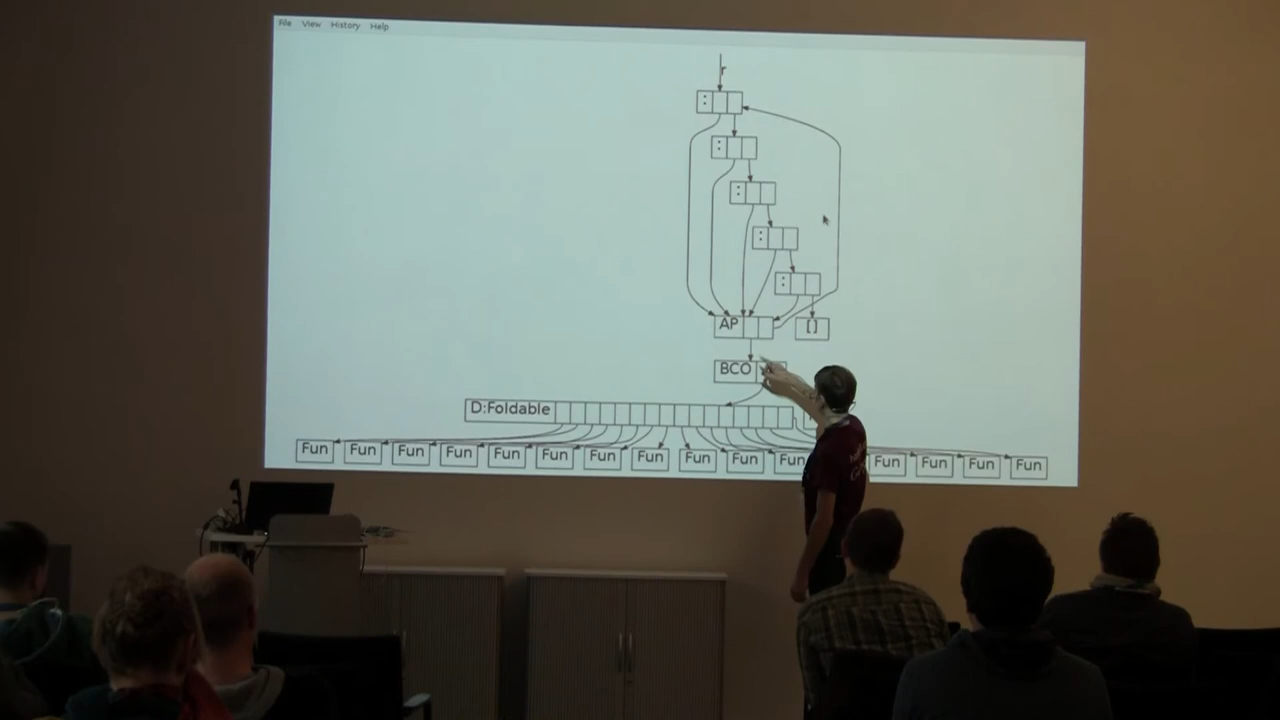 File View History Help
r
:
:
:
:
:
AP
[]
BCO
D:Foldable
Fun Fun Fun Fun Fun Fun Fun Fun Fun Fun Fun Fun Fun Fun Fun